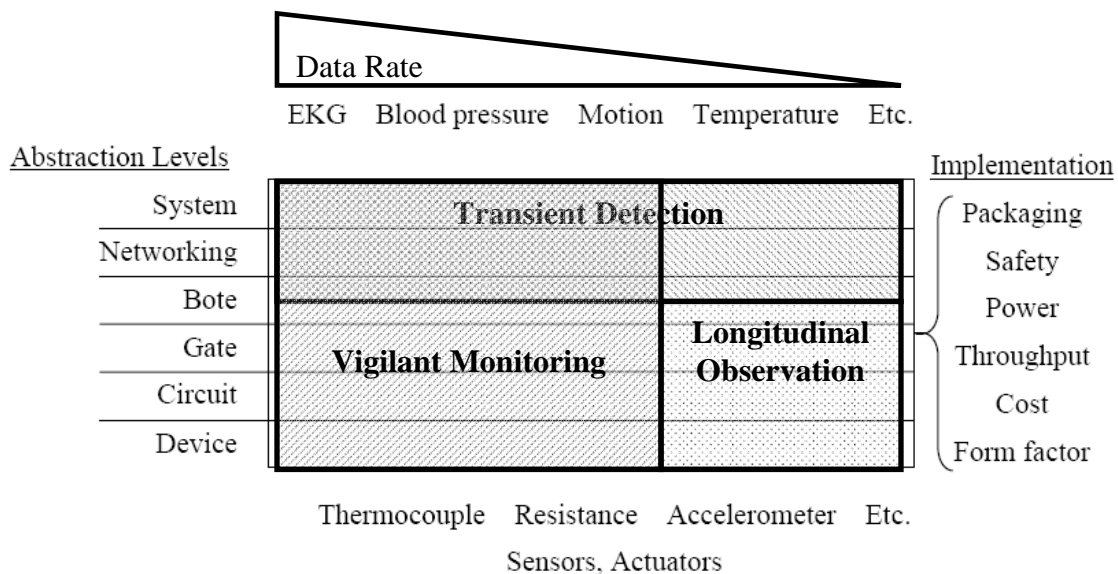 Data Rate
EKG Blood pressure Motion Temperature Etc.
Abstraction Levels
System
Networking
Bote
Gate
Circuit
Device
Transient Detection
Vigilant Monitoring
Longitudinal
Observation
Implementation
Packaging
Safety
Power
Throughput
Cost
Form factor
Thermocouple Resistance Accelerometer Etc.
Sensors, Actuators